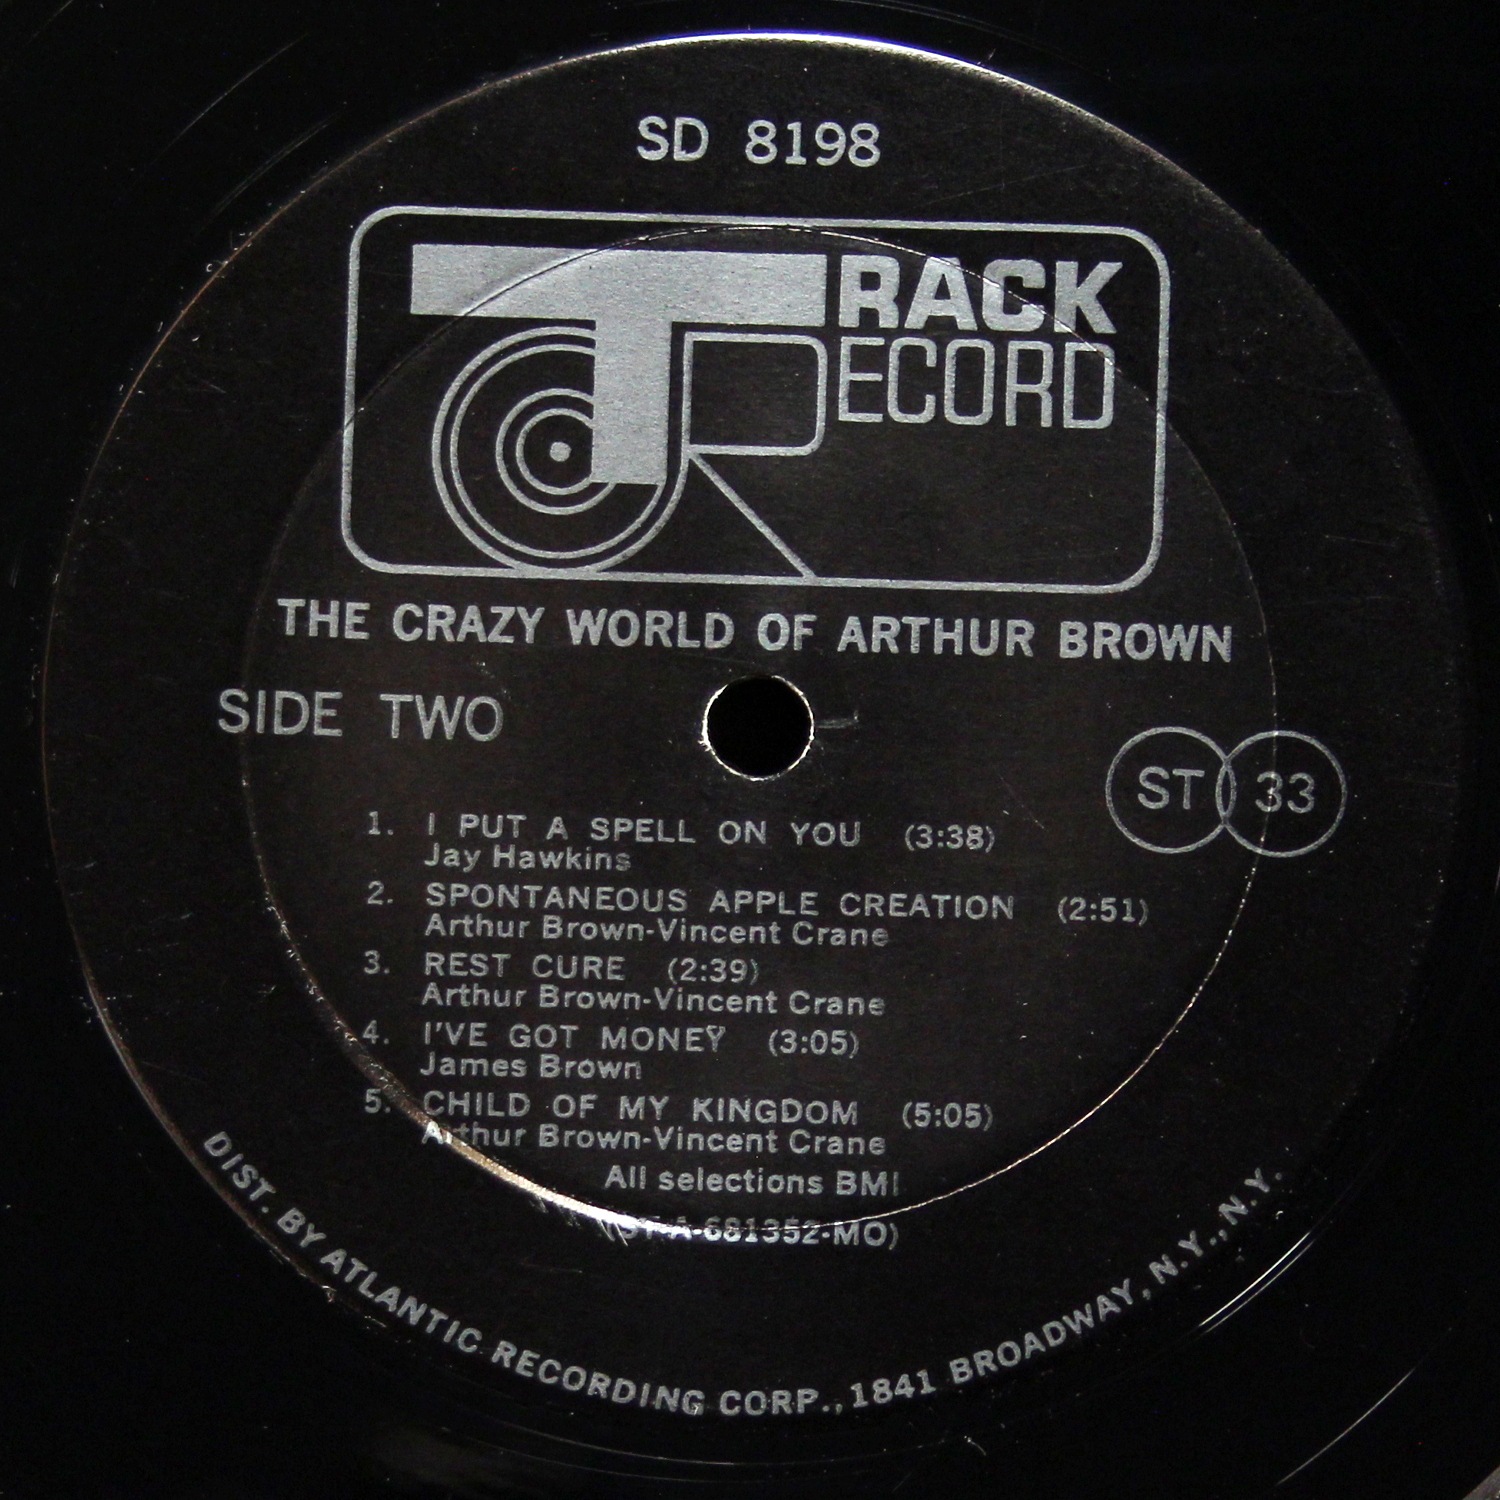 SD 8198
TRACK
RECORD
THE CRAZY WORLD OF ARTHUR BROWN
SIDE TWO
ST 33
1. I PUT A SPELL ON YOU (3:38)
Jay Hawkins
2. SPONTANEOUS APPLE CREATION (2:51)
Arthur Brown-Vincent Crane
3. REST CURE (2:39)
Arthur Brown-Vincent Crane
4. I'VE GOT MONEY (3:05)
James Brown
5. CHILD OF MY KINGDOM (5:05)
Arthur Brown-Vincent Crane
All selections BMI
(ST-A-681352-MO)
DIST. BY ATLANTIC RECORDING CORP., 1841 BROADWAY, N.Y., N.Y.